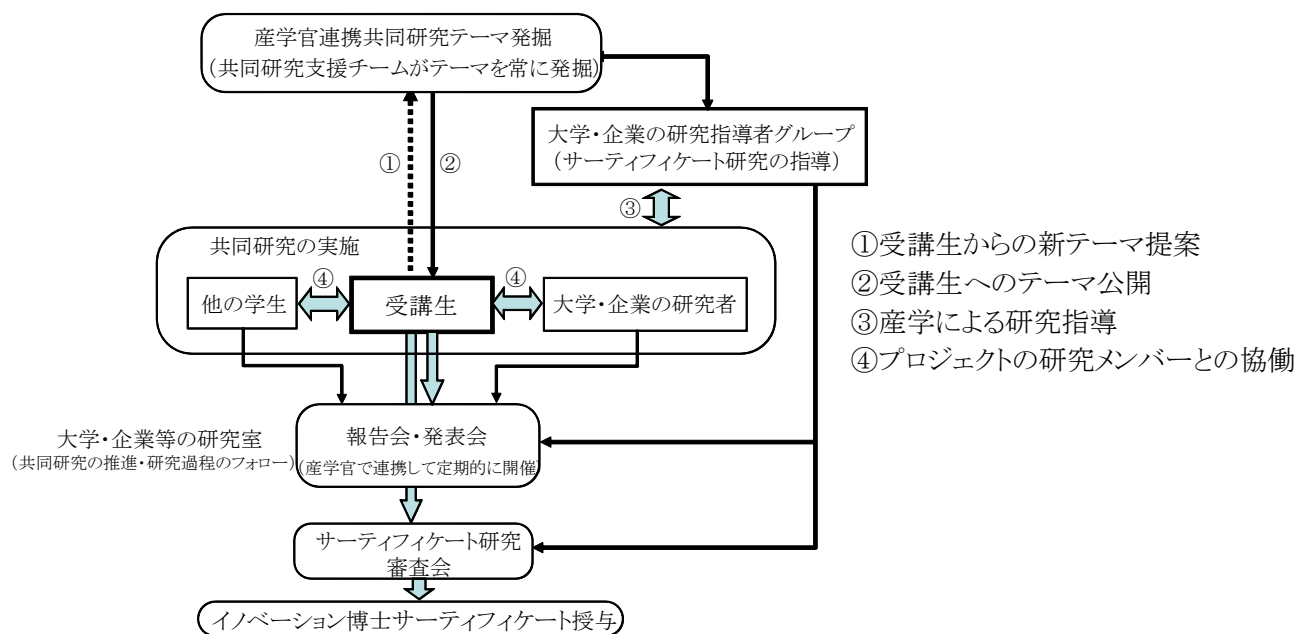 産学官連携共同研究テーマ発掘
(共同研究支援チームがテーマを常に発掘)
大学・企業の研究指導者グループ
(サーティフィケート研究の指導)
①
②
③
共同研究の実施
④
④
他の学生
受講生
大学・企業の研究者
①受講生からの新テーマ提案
②受講生へのテーマ公開
③産学による研究指導
④プロジェクトの研究メンバーとの協働
大学・企業等の研究室
(共同研究の推進・研究過程のフォロー)
報告会・発表会
(産学官で連携して定期的に開催)
サーティフィケート研究
審査会
イノベーション博士サーティフィケート授与